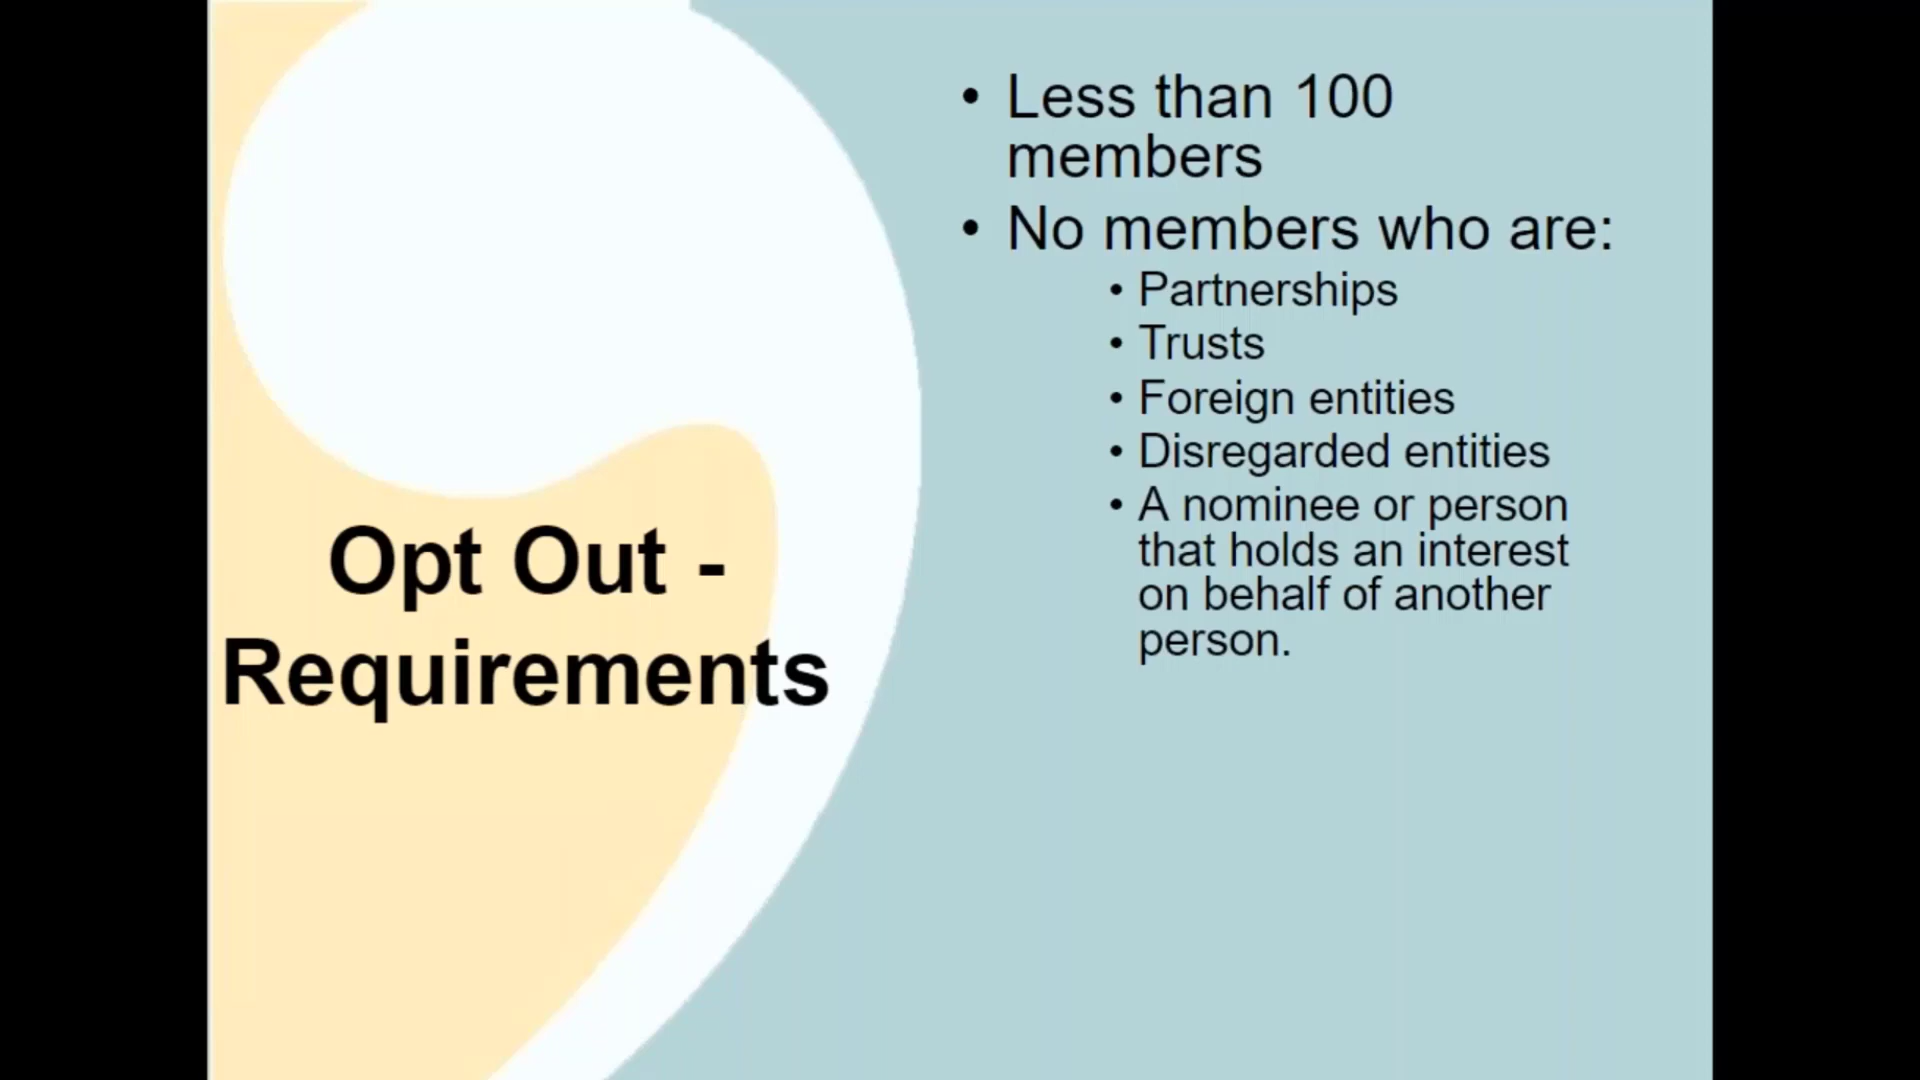 Opt Out -
Requirements
• Less than 100
members
• No members who are:
• Partnerships
• Trusts
• Foreign entities
• Disregarded entities
• A nominee or person
that holds an interest
on behalf of another
person.